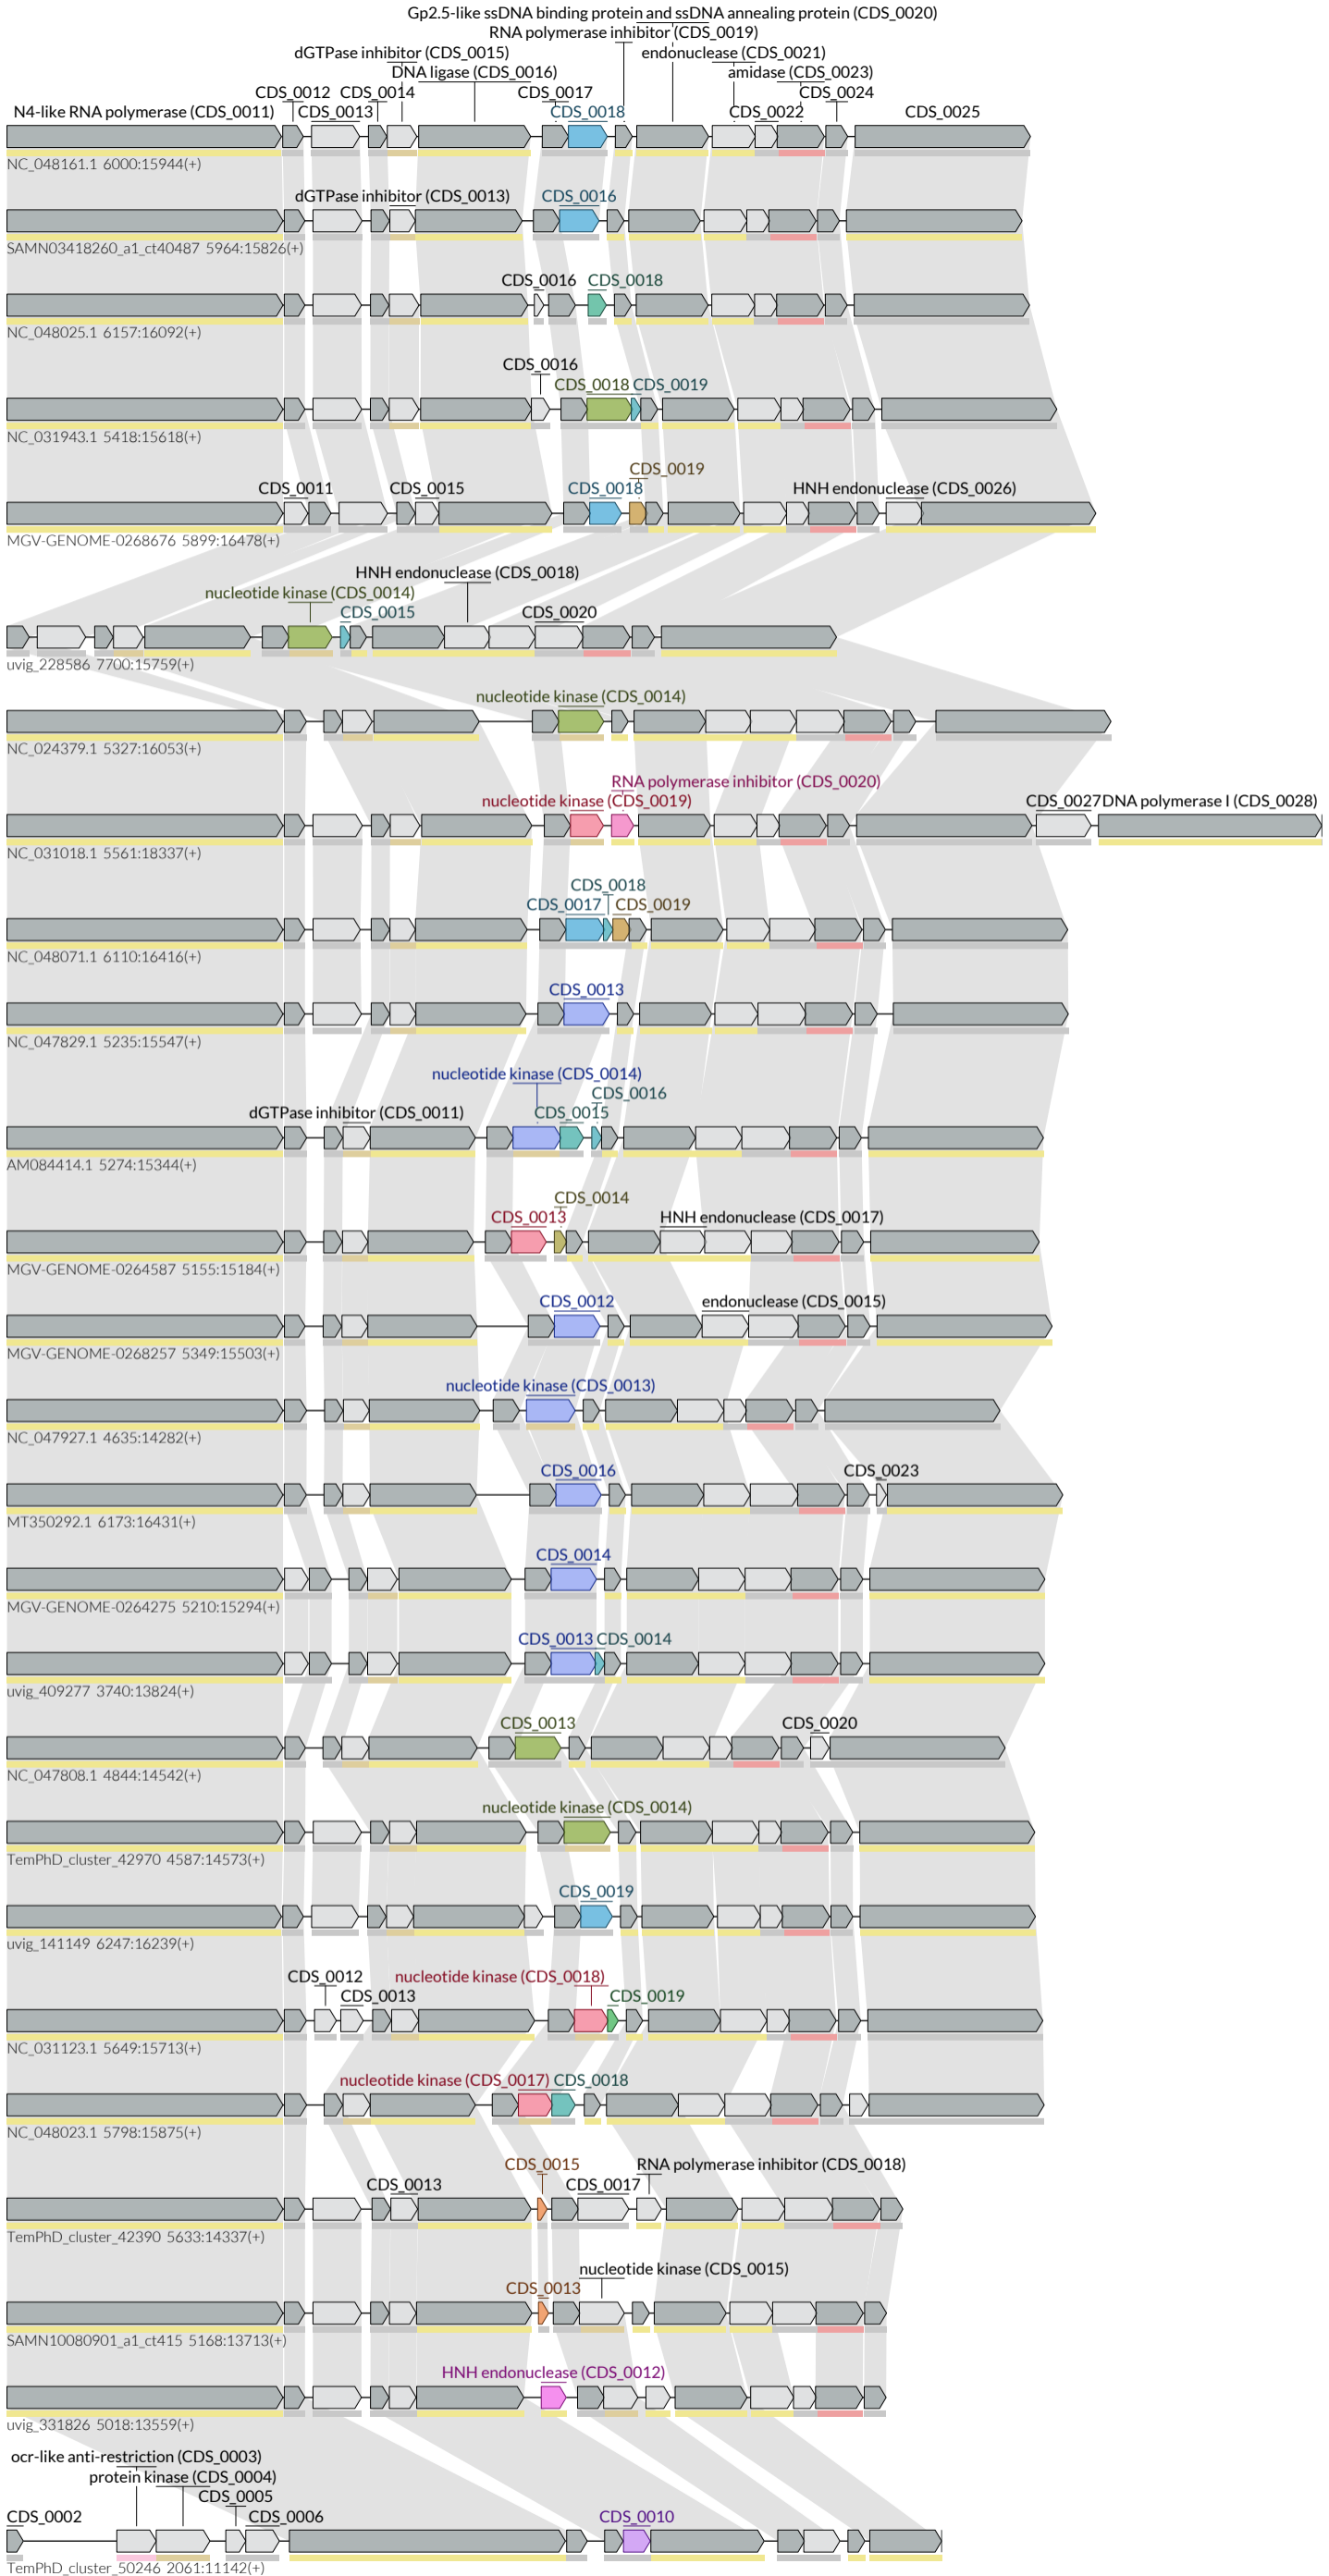 Gp2.5-like ssDNA binding protein and ssDNA annealing protein (CDS_0020)
RNA polymerase inhibitor (CDS_0019)
dGTPase inhibitor (CDS_0015) endonuclease (CDS_0021)
DNA ligase (CDS_0016) amidase (CDS_0023)
CDS_0012 CDS_0014 CDS_0017 CDS_0024
N4-like RNA polymerase (CDS_0011) CDS_0013 CDS_0018 CDS_0022 CDS_0025
NC_048161.1 6000:15944(+)
dGTPase inhibitor (CDS_0013) CDS_0016
SAMN03418260_a1_ct40487 5964:15826(+)
CDS_0016 CDS_0018
NC_048025.1 6157:16092(+)
CDS_0016
CDS_0018 CDS_0019
NC_031943.1 5418:15618(+)
CDS_0019
CDS_0011 CDS_0015 CDS_0018 HNH endonuclease (CDS_0026)
MGV-GENOME-0268676 5899:16478(+)
HNH endonuclease (CDS_0018)
nucleotide kinase (CDS_0014)
CDS_0015 CDS_0020
uvig_228586 7700:15759(+)
nucleotide kinase (CDS_0014)
NC_024379.1 5327:16053(+)
RNA polymerase inhibitor (CDS_0020)
nucleotide kinase (CDS_0019) CDS_0027 DNA polymerase I (CDS_0028)
NC_031018.1 5561:18337(+)
CDS_0018
CDS_0017 CDS_0019
NC_048071.1 6110:16416(+)
CDS_0013
NC_047829.1 5235:15547(+)
nucleotide kinase (CDS_0014)
CDS_0016
dGTPase inhibitor (CDS_0011) CDS_0015
AM084414.1 5274:15344(+)
CDS_0014
CDS_0013 HNH endonuclease (CDS_0017)
MGV-GENOME-0264587 5155:15184(+)
CDS_0012 endonuclease (CDS_0015)
MGV-GENOME-0268257 5349:15503(+)
nucleotide kinase (CDS_0013)
NC_047927.1 4635:14282(+)
CDS_0016 CDS_0023
MT350292.1 6173:16431(+)
CDS_0014
MGV-GENOME-0264275 5210:15294(+)
CDS_0013 CDS_0014
uvig_409277 3740:13824(+)
CDS_0013 CDS_0020
NC_047808.1 4844:14542(+)
nucleotide kinase (CDS_0014)
TemPhD_cluster_42970 4587:14573(+)
CDS_0019
uvig_141149 6247:16239(+)
CDS_0012 nucleotide kinase (CDS_0018)
CDS_0013 CDS_0019
NC_031123.1 5649:15713(+)
nucleotide kinase (CDS_0017) CDS_0018
NC_048023.1 5798:15875(+)
CDS_0015 RNA polymerase inhibitor (CDS_0018)
CDS_0013 CDS_0017
TemPhD_cluster_42390 5633:14337(+)
nucleotide kinase (CDS_0015)
CDS_0013
SAMN10080901_a1_ct415 5168:13713(+)
HNH endonuclease (CDS_0012)
uvig_331826 5018:13559(+)
ocr-like anti-restriction (CDS_0003)
protein kinase (CDS_0004)
CDS_0005
CDS_0002 CDS_0006 CDS_0010
TemPhD_cluster_50246 2061:11142(+)